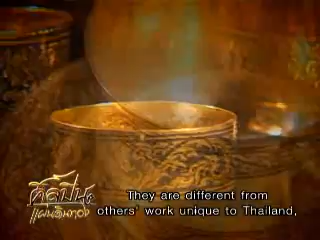 ศิลปิน
แผ่นดินทอง
They are different from
others' work unique to Thailand,